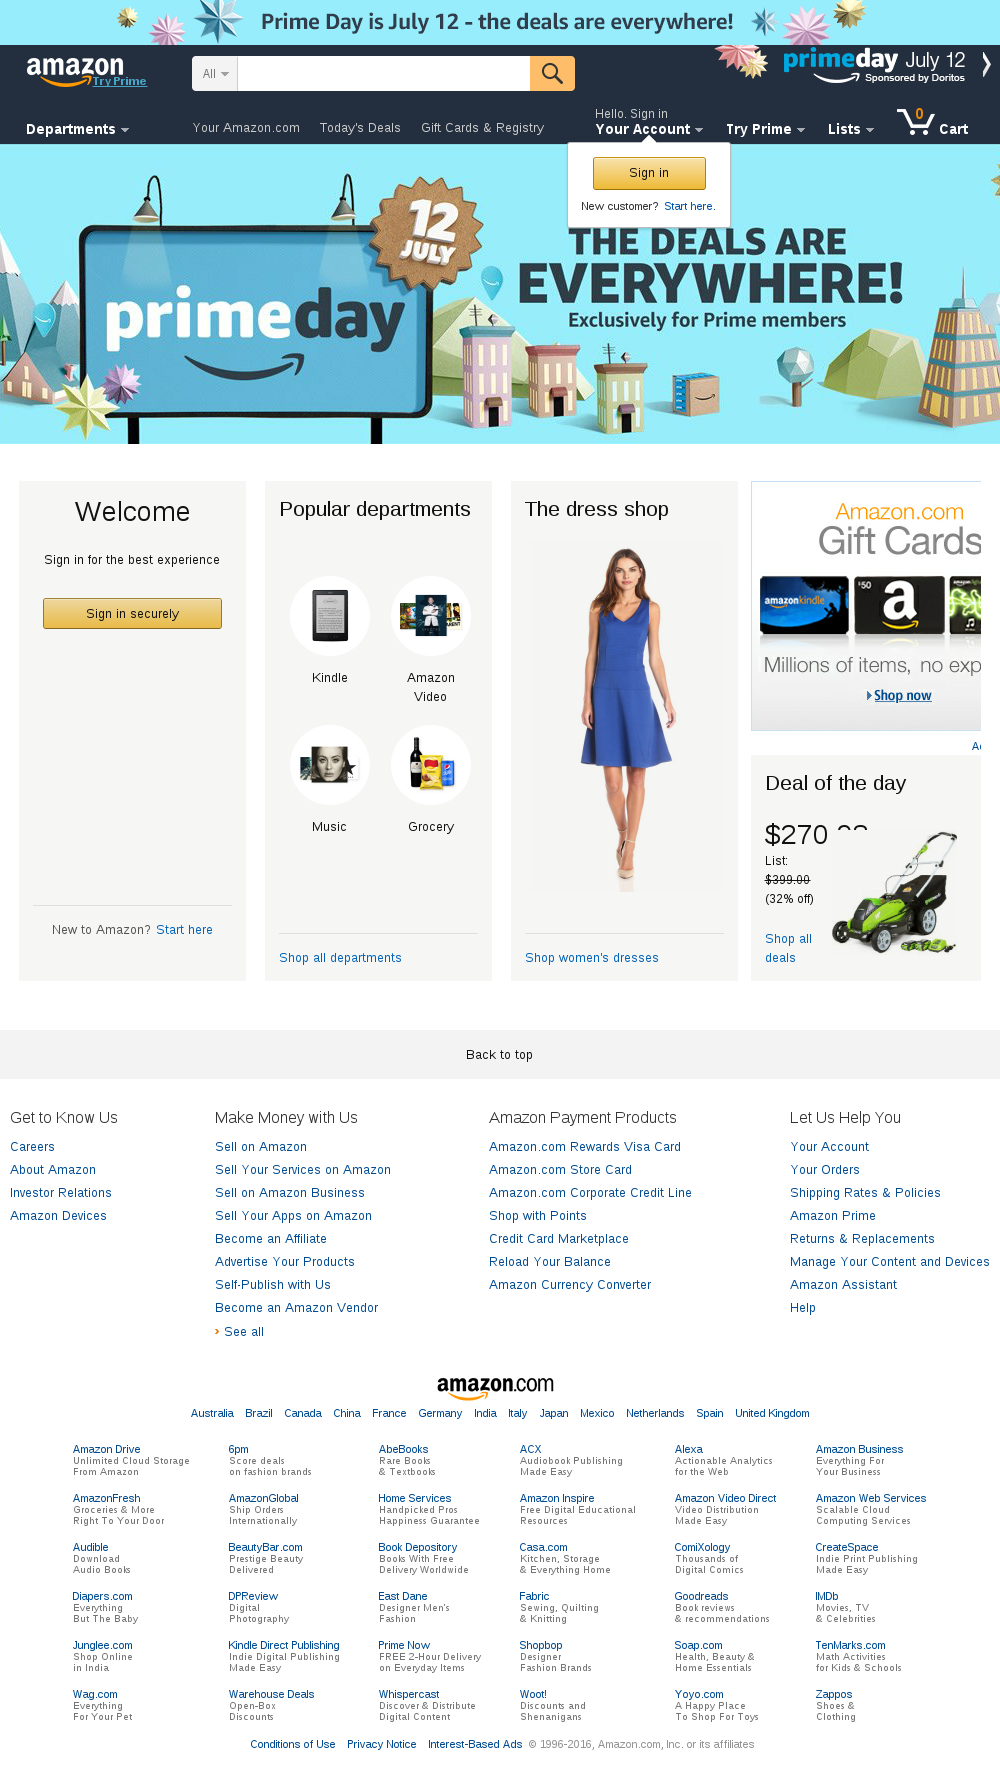 Prime Day is July 12 - the deals are everywhere!
amazon
Try Prime
All
primeday July 12
Sponsored by Doritos
Departments
Your Amazon.com
Today's Deals
Gift Cards & Registry
Hello. Sign in
Your Account
Try Prime
Lists
0
Cart
Sign in
New customer? Start here.
12
JULY
primeday
THE DEALS ARE
EVERYWHERE!
Exclusively for Prime members
Welcome
Sign in for the best experience
Sign in securely
New to Amazon? Start here
Popular departments
Kindle
Amazon
Video
Music
Grocery
Shop all departments
The dress shop
Shop women's dresses
Amazon.com
Gift Cards
amazonkindle
$50
a
Millions of items, no exp
Shop now
Deal of the day
List:
$399.00
(32% off)
Shop all
deals
Back to top
Get to Know Us
Careers
About Amazon
Investor Relations
Amazon Devices
Make Money with Us
Sell on Amazon
Sell Your Services on Amazon
Sell on Amazon Business
Sell Your Apps on Amazon
Become an Affiliate
Advertise Your Products
Self-Publish with Us
Become an Amazon Vendor
› See all
Amazon Payment Products
Amazon.com Rewards Visa Card
Amazon.com Store Card
Amazon.com Corporate Credit Line
Shop with Points
Credit Card Marketplace
Reload Your Balance
Amazon Currency Converter
Let Us Help You
Your Account
Your Orders
Shipping Rates & Policies
Amazon Prime
Returns & Replacements
Manage Your Content and Devices
Amazon Assistant
Help
amazon.com
Australia Brazil Canada China France Germany India Italy Japan Mexico Netherlands Spain United Kingdom
Amazon Drive
Unlimited Cloud Storage
From Amazon
6pm
Score deals
on fashion brands
AbeBooks
Rare Books
& Textbooks
ACX
Audiobook Publishing
Made Easy
Alexa
Actionable Analytics
for the Web
Amazon Business
Everything For
Your Business
AmazonFresh
Groceries & More
Right To Your Door
AmazonGlobal
Ship Orders
Internationally
Home Services
Handpicked Pros
Happiness Guarantee
Amazon Inspire
Free Digital Educational
Resources
Amazon Video Direct
Video Distribution
Made Easy
Amazon Web Services
Scalable Cloud
Computing Services
Audible
Download
Audio Books
BeautyBar.com
Prestige Beauty
Delivered
Book Depository
Books With Free
Delivery Worldwide
Casa.com
Kitchen, Storage
& Everything Home
ComiXology
Thousands of
Digital Comics
CreateSpace
Indie Print Publishing
Made Easy
Diapers.com
Everything
But The Baby
DPReview
Digital
Photography
East Dane
Designer Men's
Fashion
Fabric
Sewing, Quilting
& Knitting
Goodreads
Book reviews
& recommendations
IMDb
Movies, TV
& Celebrities
Junglee.com
Shop Online
in India
Kindle Direct Publishing
Indie Digital Publishing
Made Easy
Prime Now
FREE 2-Hour Delivery
on Everyday Items
Shopbop
Designer
Fashion Brands
Soap.com
Health, Beauty &
Home Essentials
TenMarks.com
Math Activities
for Kids & Schools
Wag.com
Everything
For Your Pet
Warehouse Deals
Open-Box
Discounts
Whispercast
Discover & Distribute
Digital Content
Woot!
Discounts and
Shenanigans
Yoyo.com
A Happy Place
To Shop For Toys
Zappos
Shoes &
Clothing
Conditions of Use Privacy Notice Interest-Based Ads © 1996-2016, Amazon.com, Inc. or its affiliates